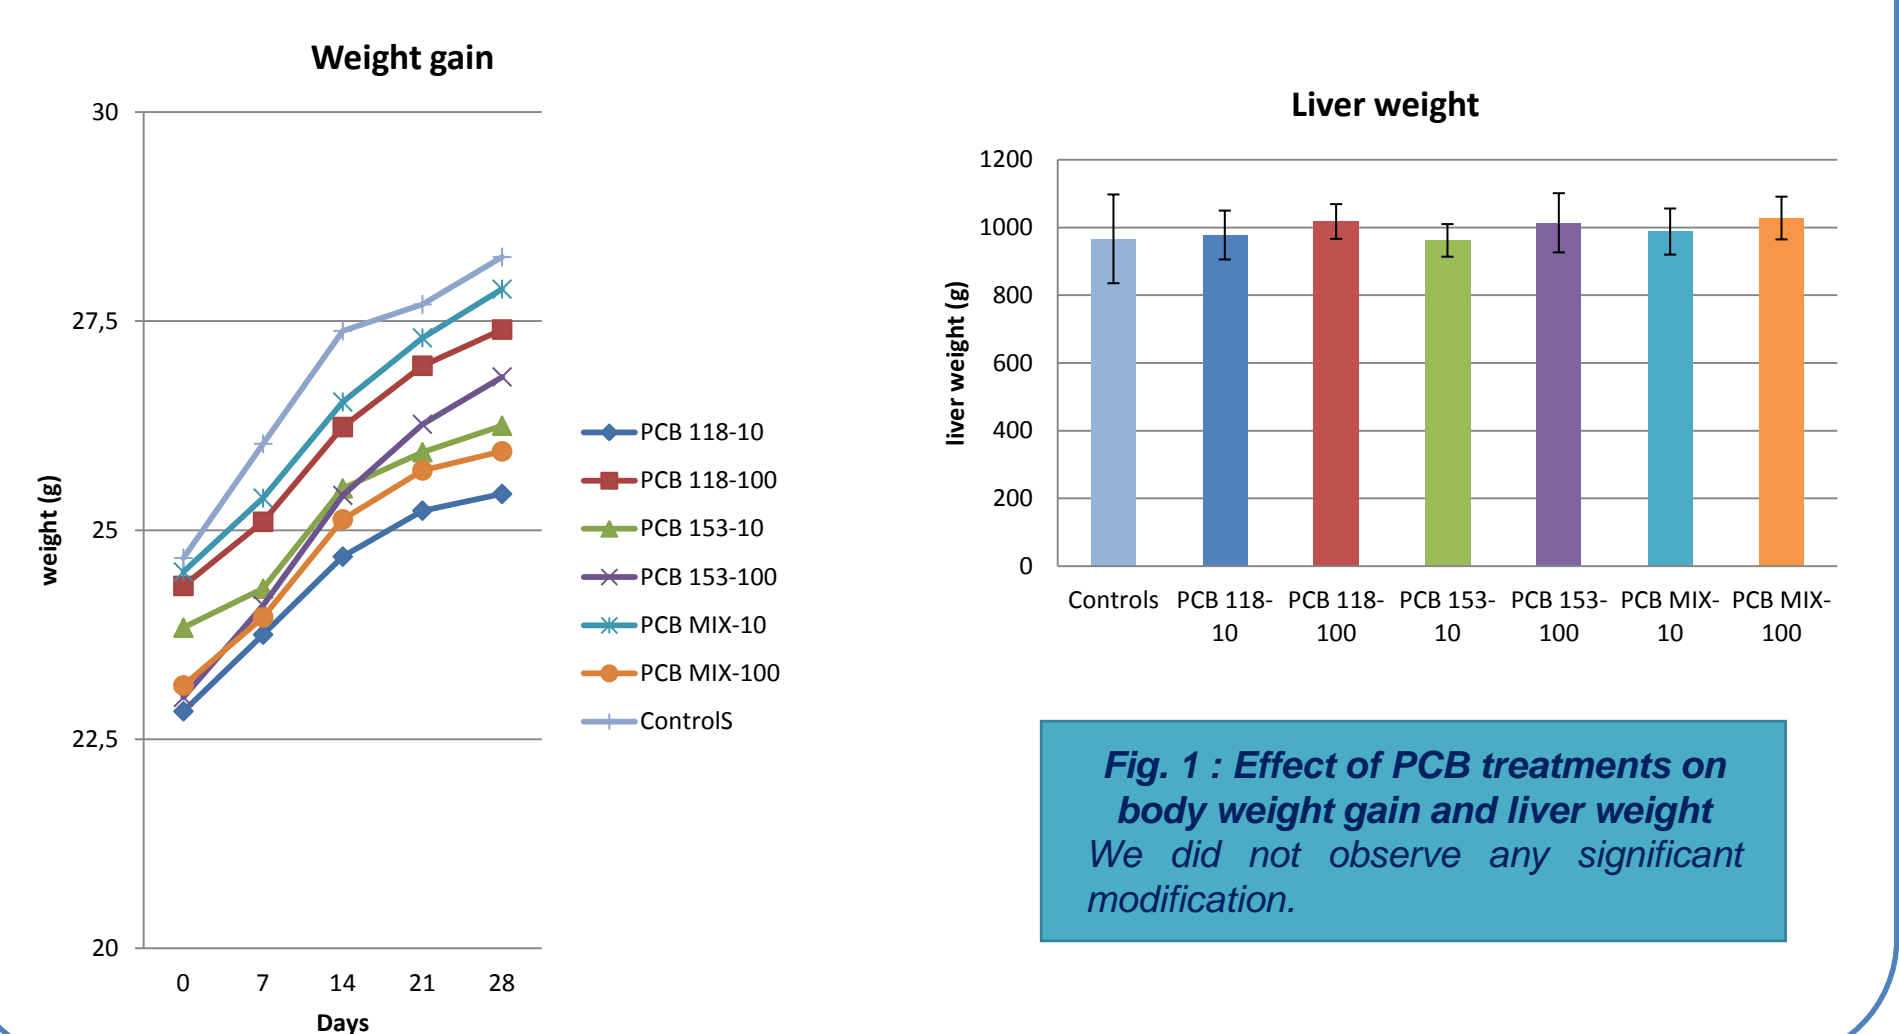 Weight gain
30
27,5
25
22,5
20
weight (g)
0 7 14 21 28
Days
PCB 118-10
PCB 118-100
PCB 153-10
PCB 153-100
PCB MIX-10
PCB MIX-100
ControlS
Liver weight
1200
1000
800
600
400
200
0
liver weight (g)
Controls PCB 118- PCB 118- PCB 153- PCB 153- PCB MIX- PCB MIX-
10 100 10 100 10 100
Fig. 1 : Effect of PCB treatments on
body weight gain and liver weight
We did not observe any significant
modification.